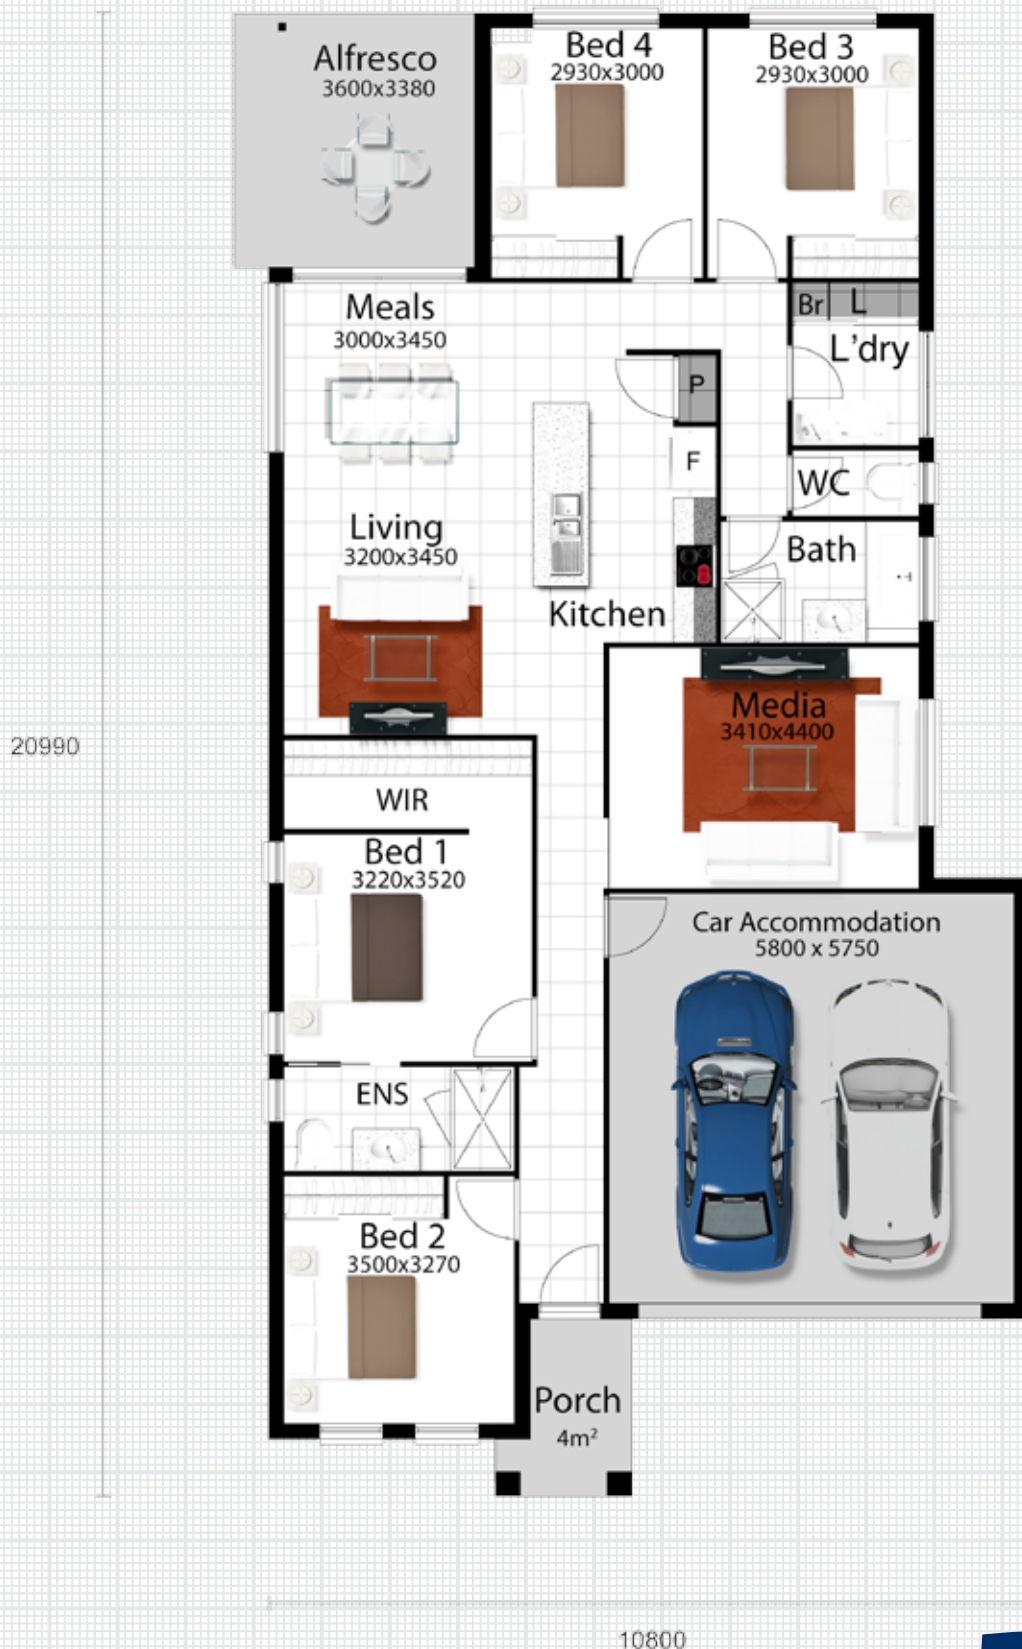 Alfresco
3600x3380
Bed 4
2930x3000
Bed 3
2930x3000
Meals
3000x3450
Br
L
L'dry
P
F
WC
Living
3200x3450
Bath
Kitchen
Media
3410x4400
20990
WIR
Bed 1
3220x3520
Car Accommodation
5800 x 5750
ENS
Bed 2
3500x3270
Porch
4m²
10800